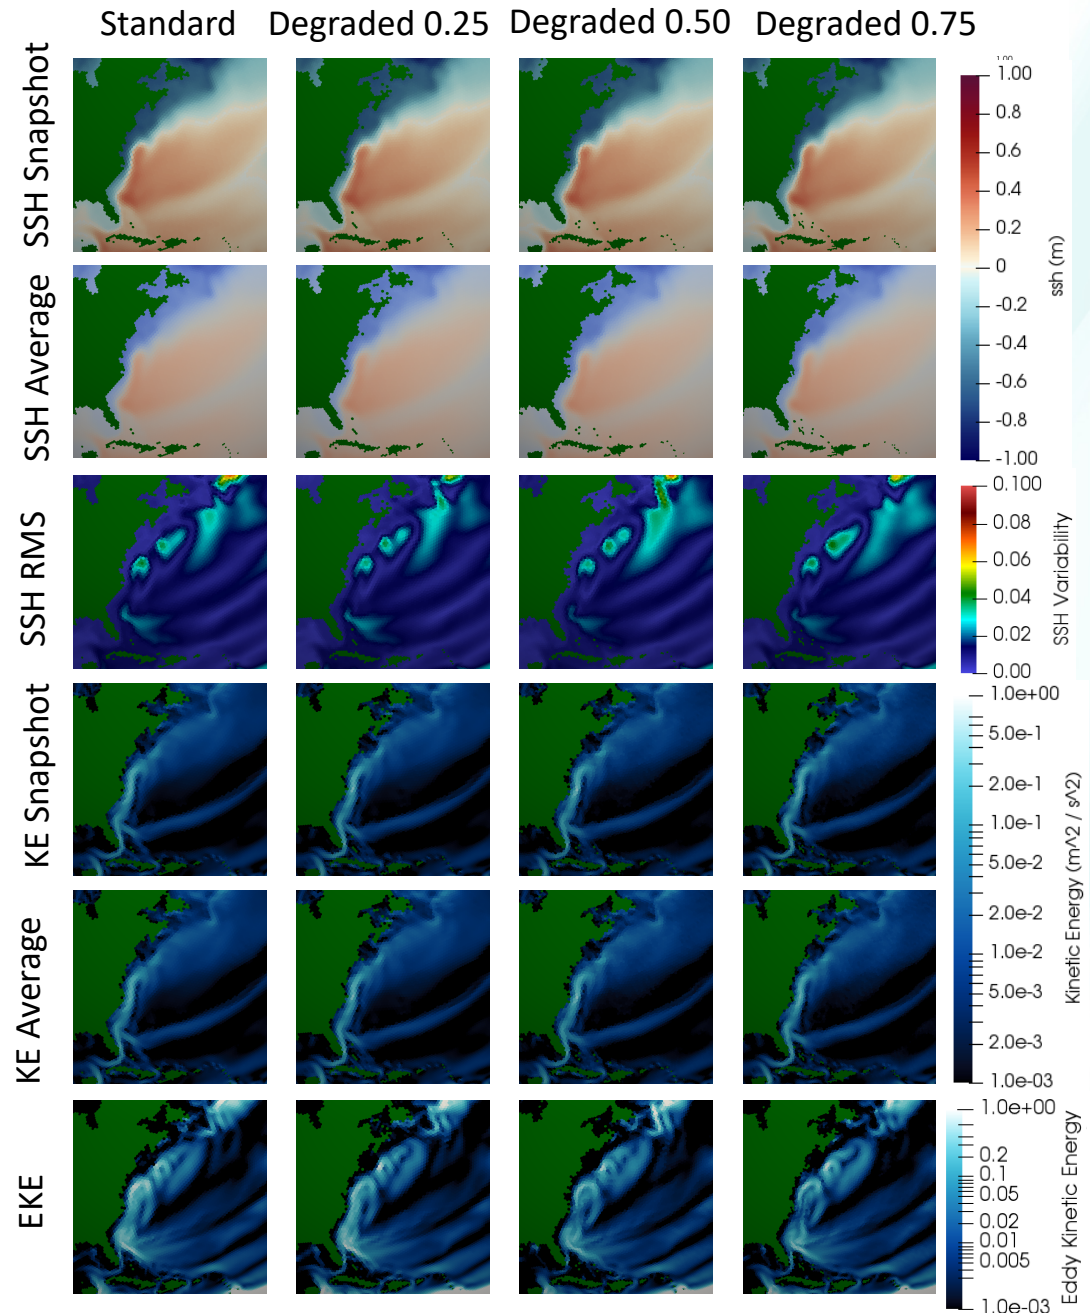 Standard Degraded 0.25 Degraded 0.50 Degraded 0.75
SSH Snapshot
1.00
1.00
0.8
0.6
0.4
0.2
0
-0.2
-0.4
-0.6
-0.8
-1.00
ssh (m)
SSH Average
SSH RMS
0.100
0.08
0.06
0.04
0.02
0.00
SSH Variability
KE Snapshot
1.0e+00
5.0e-1
2.0e-1
1.0e-1
5.0e-2
2.0e-2
1.0e-2
5.0e-3
2.0e-3
1.0e-03
Kinetic Energy (m^2 / s^2)
KE Average
EKE
1.0e+00
0.2
0.1
0.05
0.02
0.01
0.005
1.0e-03
Eddy Kinetic Energy